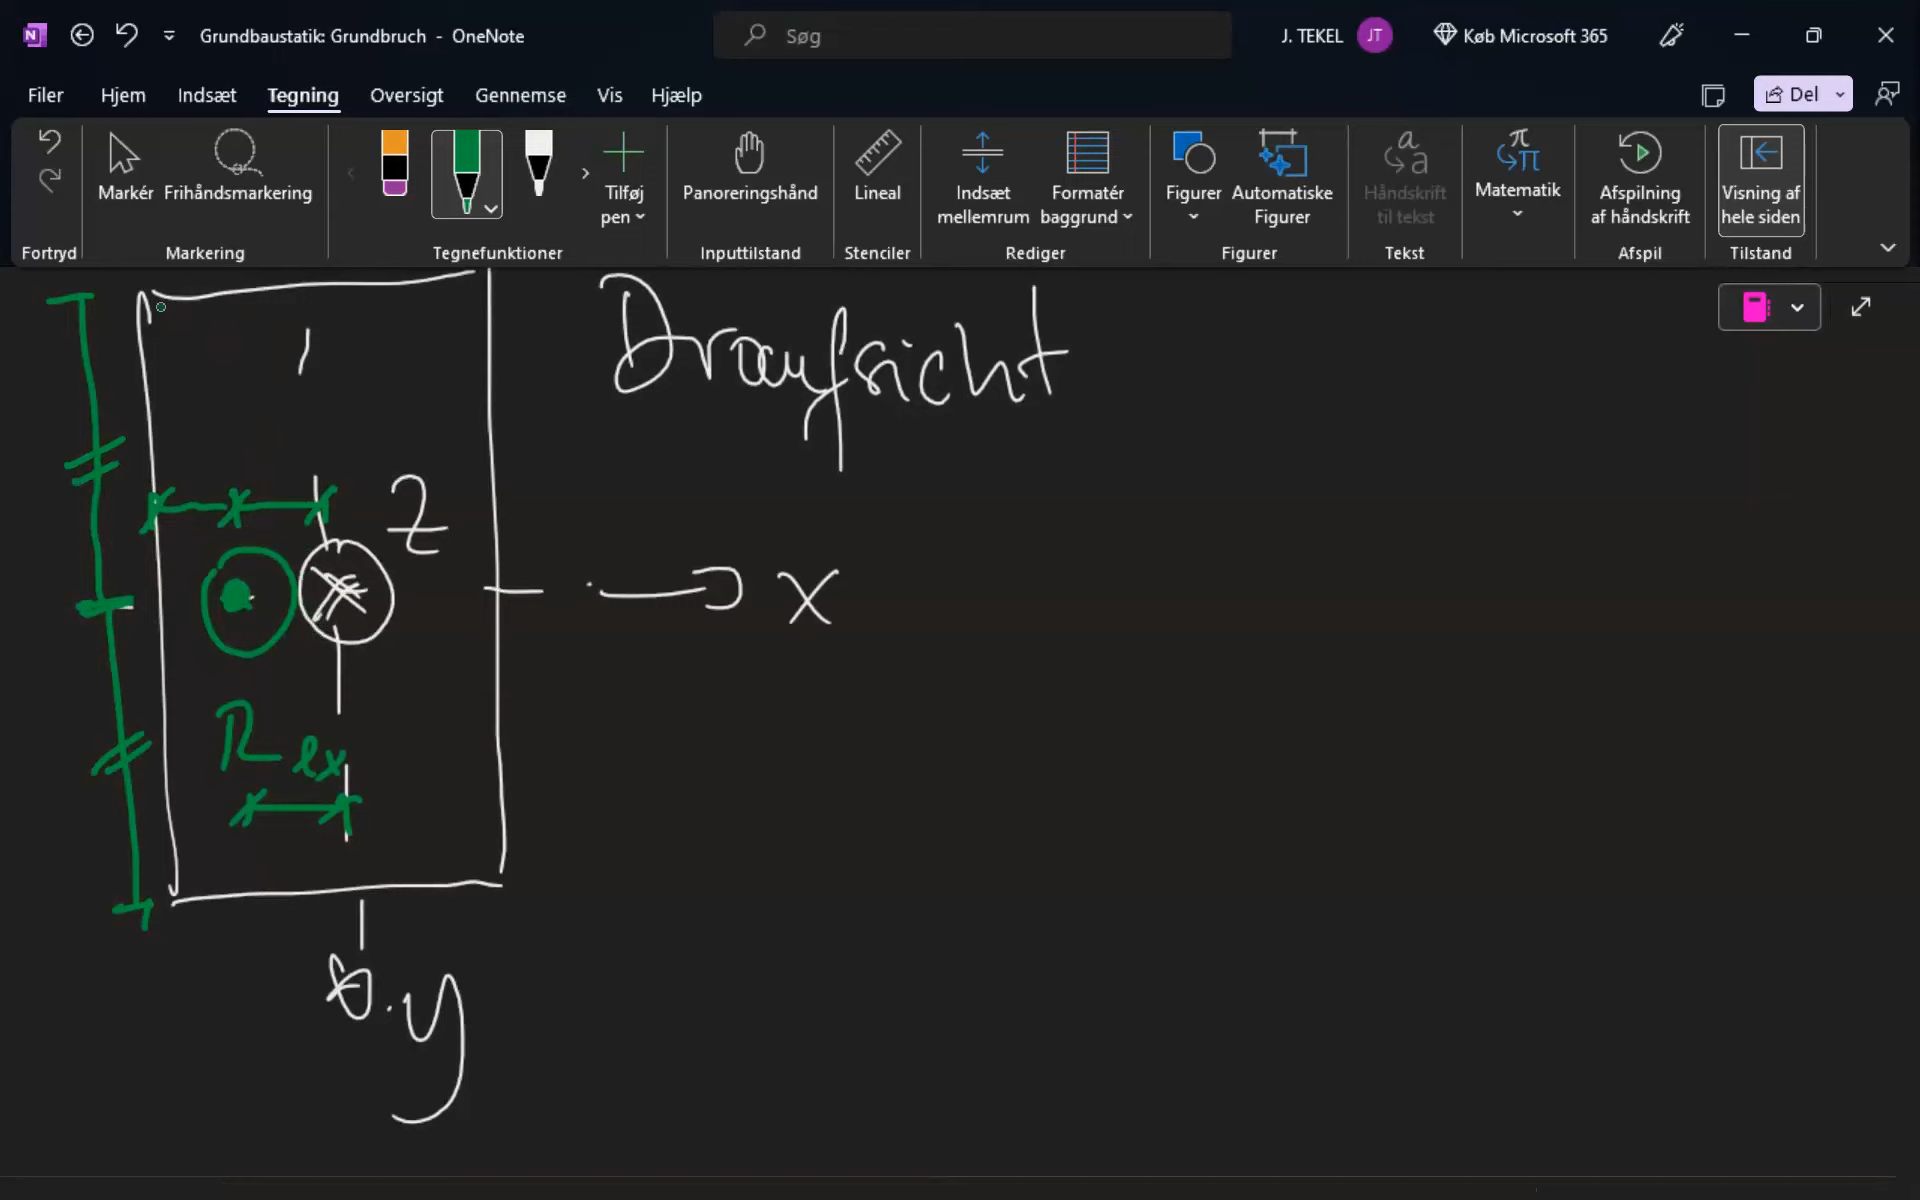 Grundbaustatik: Grundbruch - OneNote
Søg
J. TEKEL
JT
Køb Microsoft 365
Filer
Hjem
Indsæt
Tegning
Oversigt
Gennemse
Vis
Hjælp
Del
Markér
Frihåndsmarkering
Tilføj
pen
Panoreringshånd
Lineal
Indsæt
mellemrum
Formatér
baggrund
Figurer
Automatiske
Figurer
Håndskrift
til tekst
Matematik
Afspilning
af håndskrift
Visning af
hele siden
Fortryd
Markering
Tegnefunktioner
Inputtilstand
Stenciler
Rediger
Figurer
Tekst
Afspil
Tilstand
Draufsicht
z
x
R
ex
y